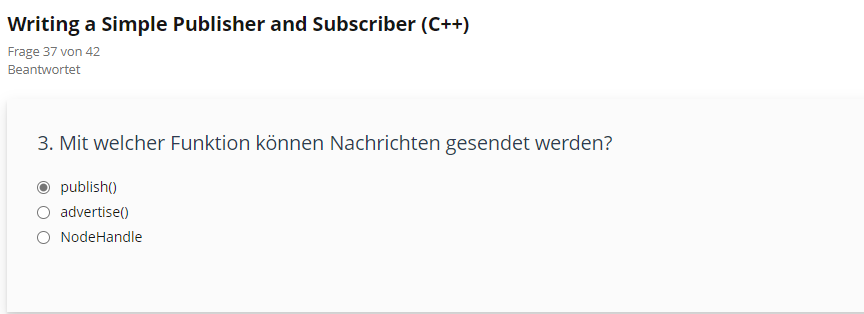 Writing a Simple Publisher and Subscriber (C++)
Frage 37 von 42
Beantwortet
3. Mit welcher Funktion können Nachrichten gesendet werden?
publish()
advertise()
NodeHandle